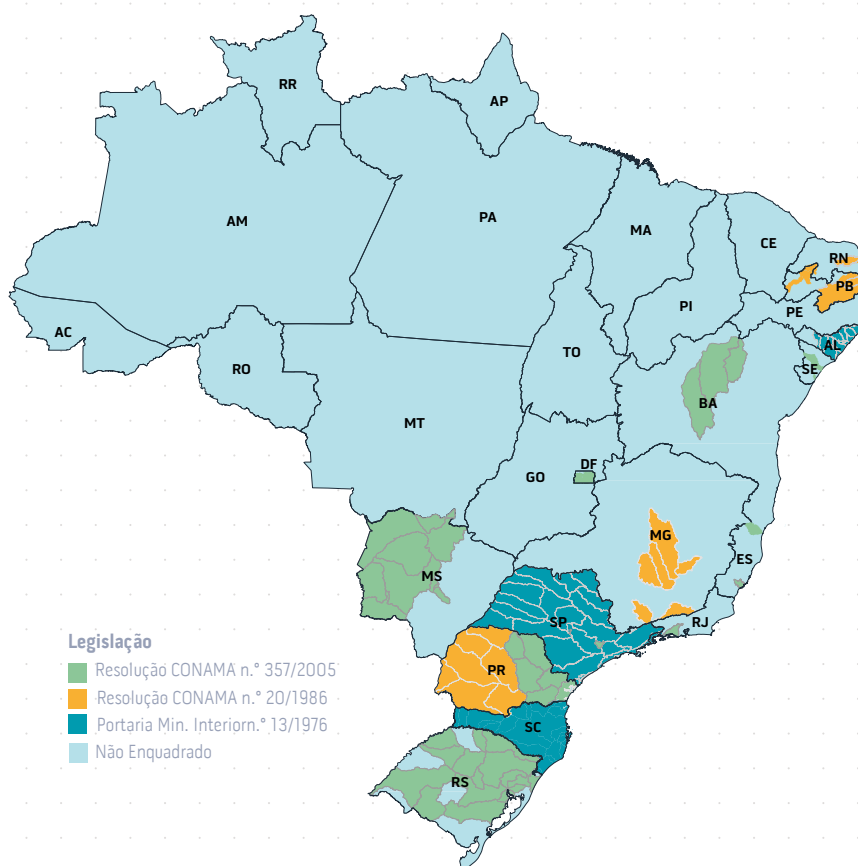 RR
AP
AM
PA
MA
CE
RN
PB
PI
PE
AC
AL
TO
SE
RO
BA
MT
DF
GO
MG
ES
MS
SP
RJ
PR
SC
RS
Legislação
Resolução CONAMA n.º 357/2005
Resolução CONAMA n.º 20/1986
Portaria Min. Interiorn.º 13/1976
Não Enquadrado